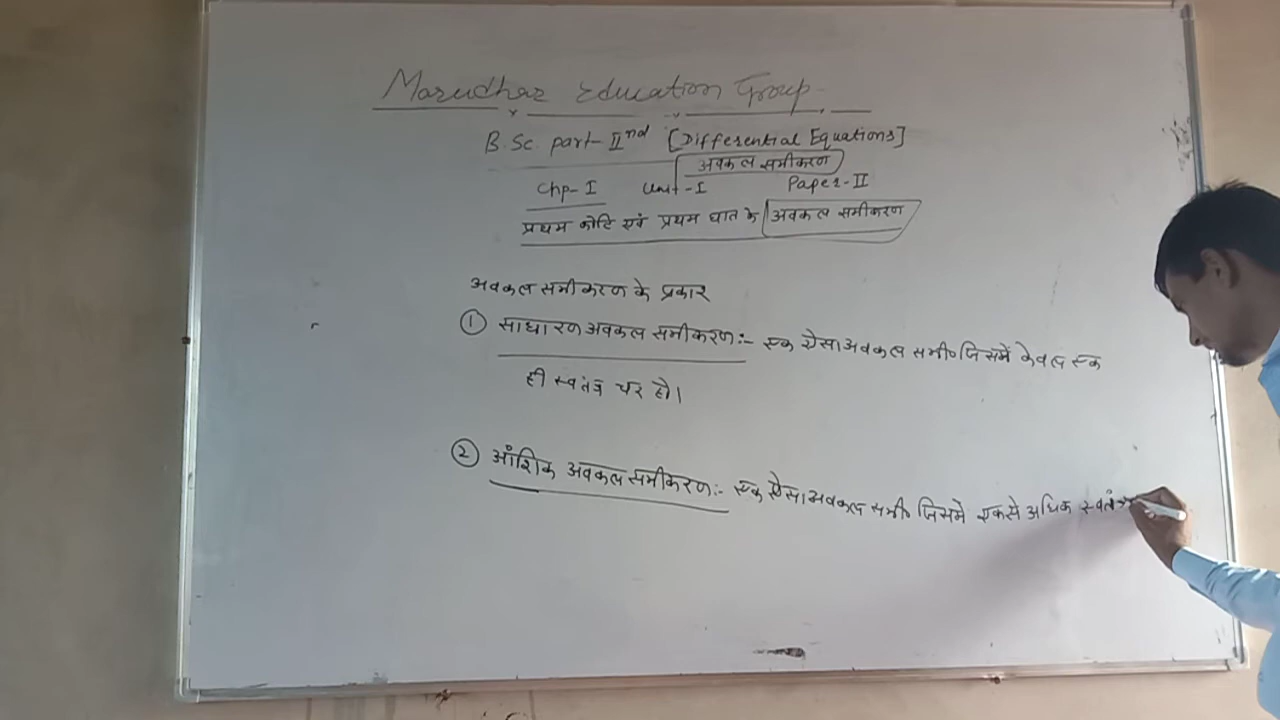 Marudhar Education Group
B.Sc. part-IInd [Differential Equations]
अवकल समीकरण
Chp-I Unit-I Paper-II
प्रथम कोटि एवं प्रथम घात के अवकल समीकरण
अवकल समीकरण के प्रकार
① साधारण अवकल समीकरण:- एक ऐसा अवकल समी० जिसमें केवल एक
ही स्वतंत्र चर हो।
② आँशिक अवकल समीकरण:- एक ऐसा अवकल समी० जिसमे एक से अधिक स्वतंत्र